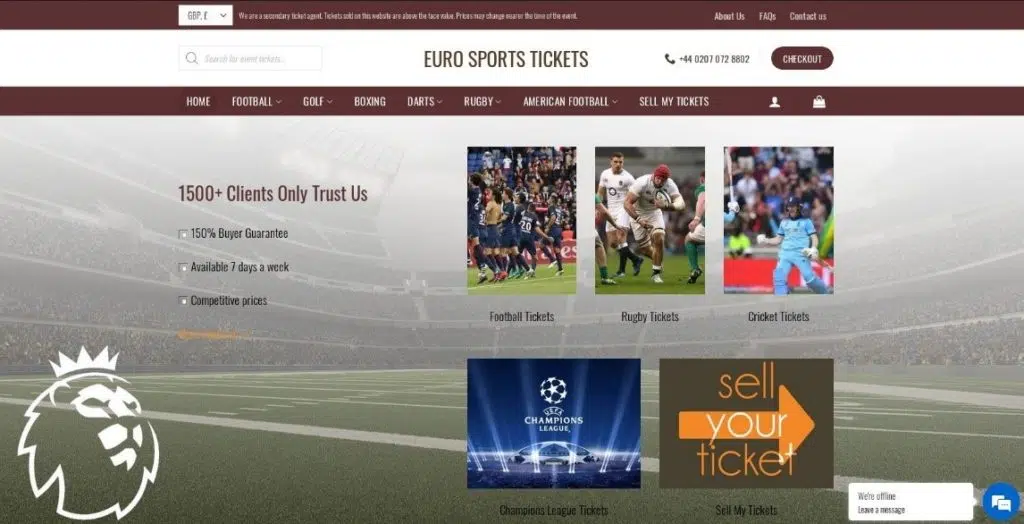 GBP, £
We are a secondary ticket agent. Tickets sold on this website are above the face value. Prices may change nearer the time of the event.
About Us
FAQs
Contact us
Search for event tickets...
EURO SPORTS TICKETS
+44 0207 072 8802
CHECKOUT
HOME
FOOTBALL
GOLF
BOXING
DARTS
RUGBY
AMERICAN FOOTBALL
SELL MY TICKETS
1500+ Clients Only Trust Us
150% Buyer Guarantee
Available 7 days a week
Competitive prices
20
Football Tickets
Rugby Tickets
Cricket Tickets
UEFA
CHAMPIONS
LEAGUE
sell
your
ticket
Champions League Tickets
Sell My Tickets
We're offline
Leave a message